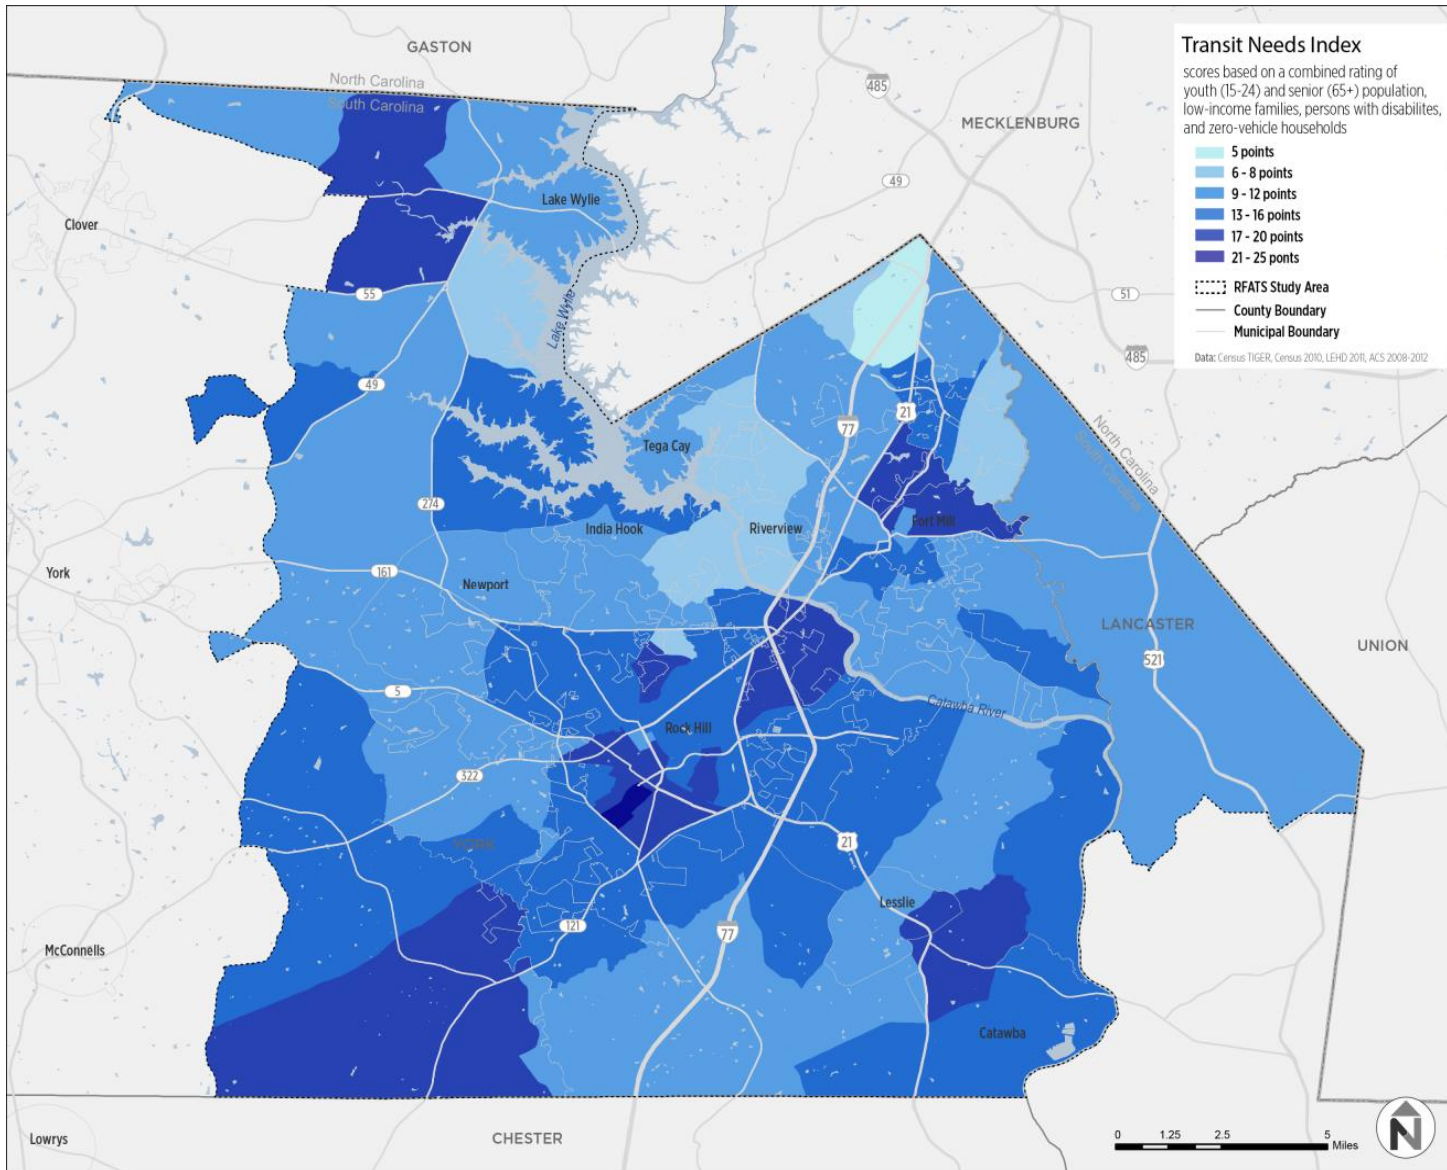 Transit Needs Index
scores based on a combined rating of
youth (15-24) and senior (65+) population,
low-income families, persons with disabilites,
and zero-vehicle households
5 points
6 - 8 points
9 - 12 points
13 - 16 points
17 - 20 points
21 - 25 ponts
RFATS Study Area
County Boundary
Municipal Boundary
Data: Census TIGER, Census 2010, LEHD 2011, ACS 2008-2012
GASTON
North Carolina
South Carolina
485
MECKLENBURG
49
Lake Wylie
Clover
55
Lake Wylie
51
485
49
21
77
North Carolina
South Carolina
Tega Cay
274
India Hook
Riverview
Fort Mill
161
York
Newport
LANCASTER
UNION
521
5
Catawba River
Rock Hill
322
YORK
21
Lesslie
121
77
McConnells
Catawba
Lowrys
CHESTER
0
1.25
2.5
5
Miles
N